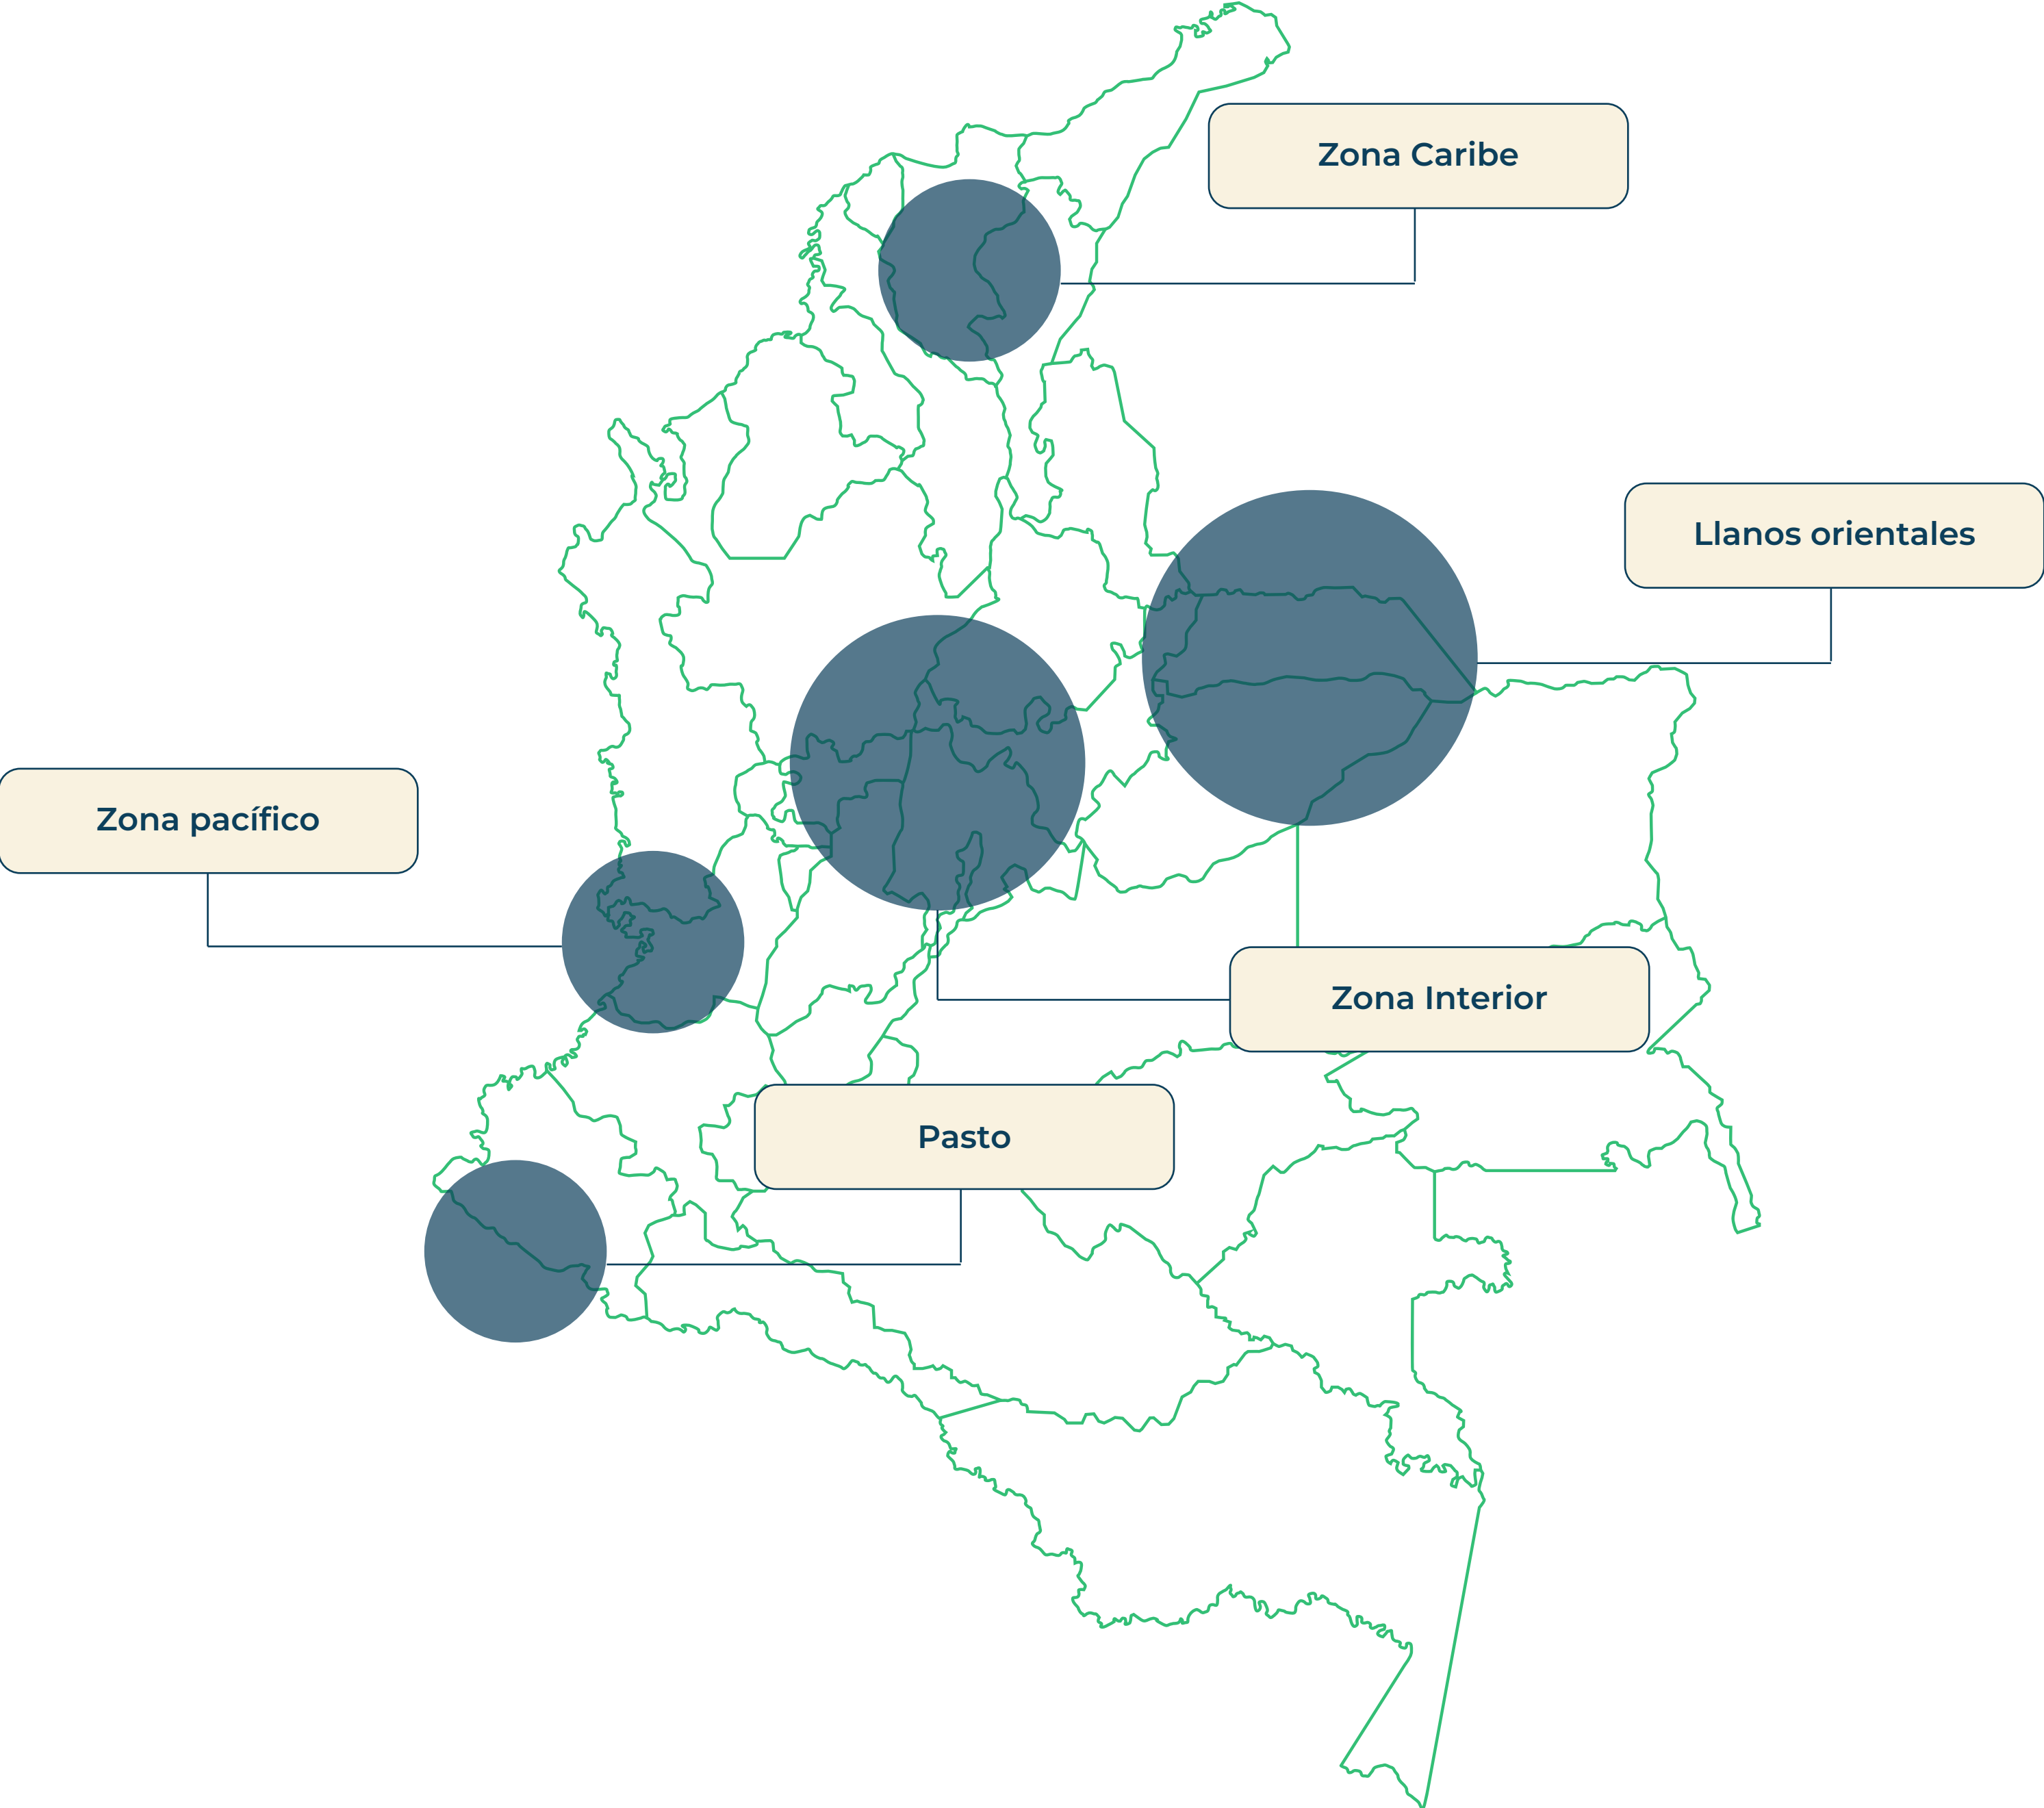 Zona Caribe
Llanos orientales
Zona pacífico
Zona Interior
Pasto